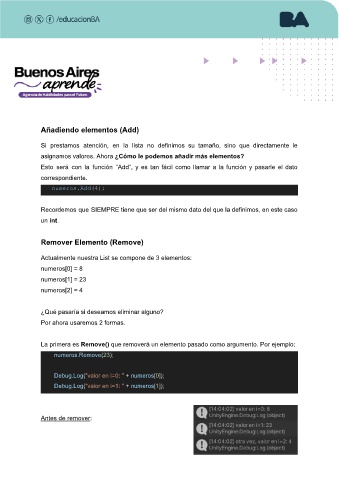 /educacionBA
BA
Buenos Aires
aprende
Agencia de Habilidades para el Futuro
Añadiendo elementos (Add)
Si prestamos atención, en la lista no definimos su tamaño, sino que directamente le
asignamos valores. Ahora ¿Cómo le podemos añadir más elementos?
Esto será con la función "Add", y es tan fácil como llamar a la función y pasarle el dato
correspondiente.
numeros.Add(4);
Recordemos que SIEMPRE tiene que ser del mismo dato del que la definimos, en este caso
un int
Remover Elemento (Remove)
Actualmente nuestra List se compone de 3 elementos:
numeros[0] = 8
numeros[1] = 23
numeros[2] = 4
¿Qué pasaría si deseamos eliminar alguno?
Por ahora usaremos 2 formas.
La primera es Remove() que removerá un elemento pasado como argumento. Por ejemplo:
numeros.Remove(23);
Debug.Log("valor en i=0: " + numeros[0]);
Debug.Log("valor en i=1: " + numeros[1]);
Antes de remover:
[14:04:02] valor en i=0: 8
UnityEngine.Debug:Log (object)
[14:04:02] valor en i=1: 23
UnityEngine.Debug:Log (object)
[14:04:02] otra vez, valor en i=2: 4
UnityEngine.Debug:Log (object)